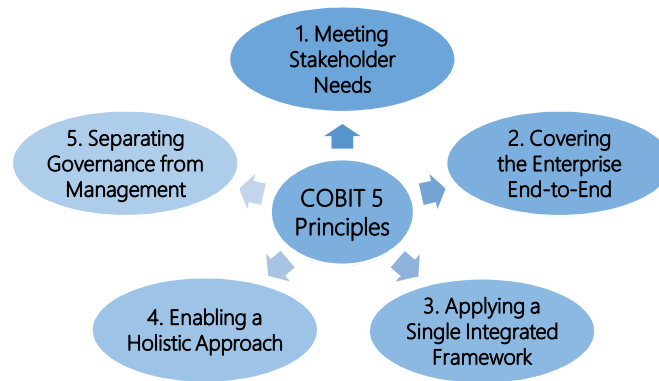 1. Meeting
Stakeholder
Needs
2. Covering
the Enterprise
End-to-End
3. Applying a
Single Integrated
Framework
4. Enabling a
Holistic Approach
5. Separating
Governance from
Management
COBIT 5
Principles